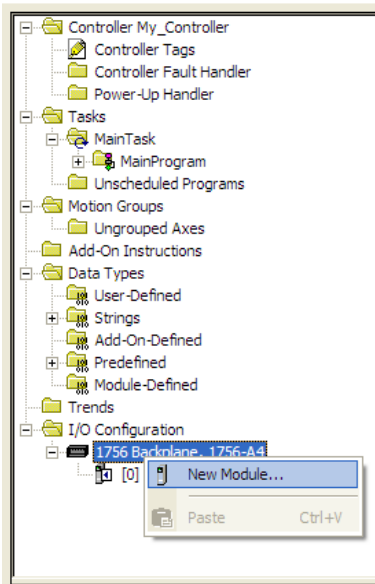 Controller My_Controller
Controller Tags
Controller Fault Handler
Power-Up Handler
Tasks
MainTask
MainProgram
Unscheduled Programs
Motion Groups
Ungrouped Axes
Add-On Instructions
Data Types
User-Defined
Strings
Add-On-Defined
Predefined
Module-Defined
Trends
I/O Configuration
1756 Backplane, 1756-A4
[0]
New Module...
Paste Ctrl+V